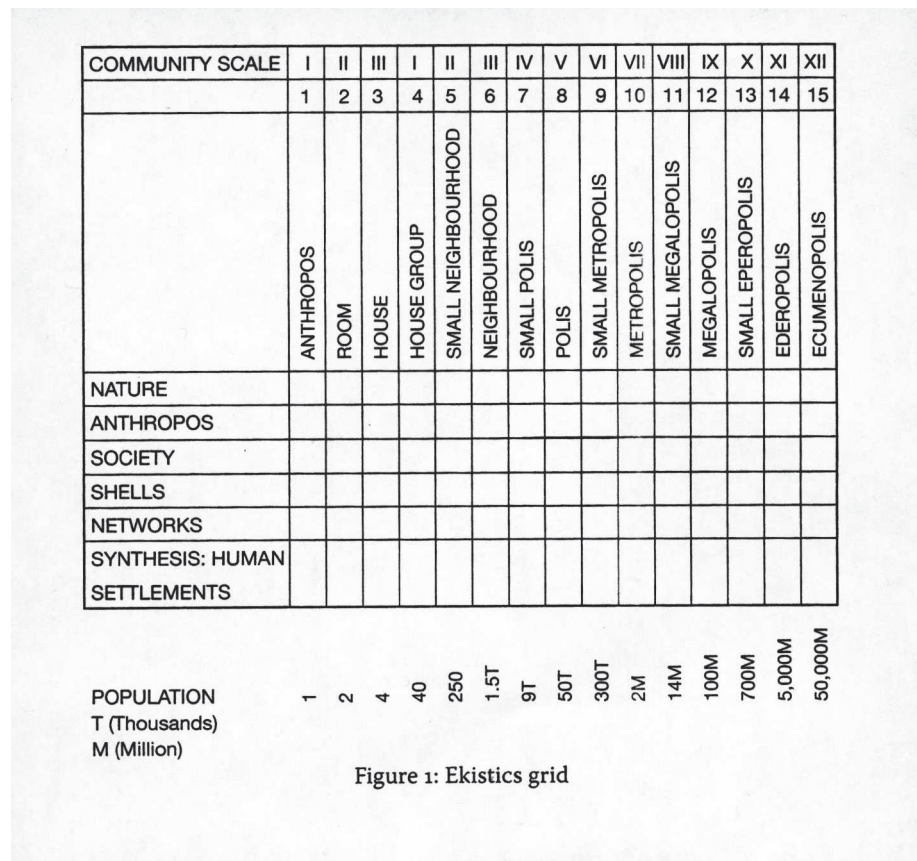 COMMUNITY SCALE I II III I II III IV V VI VII VIII IX X XI XII
1 2 3 4 5 6 7 8 9 10 11 12 13 14 15
ANTHROPOS
ROOM
HOUSE
HOUSE GROUP
SMALL NEIGHBOURHOOD
NEIGHBOURHOOD
SMALL POLIS
POLIS
SMALL METROPOLIS
METROPOLIS
SMALL MEGALOPOLIS
MEGALOPOLIS
SMALL EPEROPOLIS
EDEROPOLIS
ECUMENOPOLIS
NATURE
ANTHROPOS
SOCIETY
SHELLS
NETWORKS
SYNTHESIS: HUMAN
SETTLEMENTS
POPULATION 1 2 4 40 250 1.5T 9T 50T 300T 2M 14M 100M 700M 5,000M 50,000M
T (Thousands)
M (Million)
Figure 1: Ekistics grid